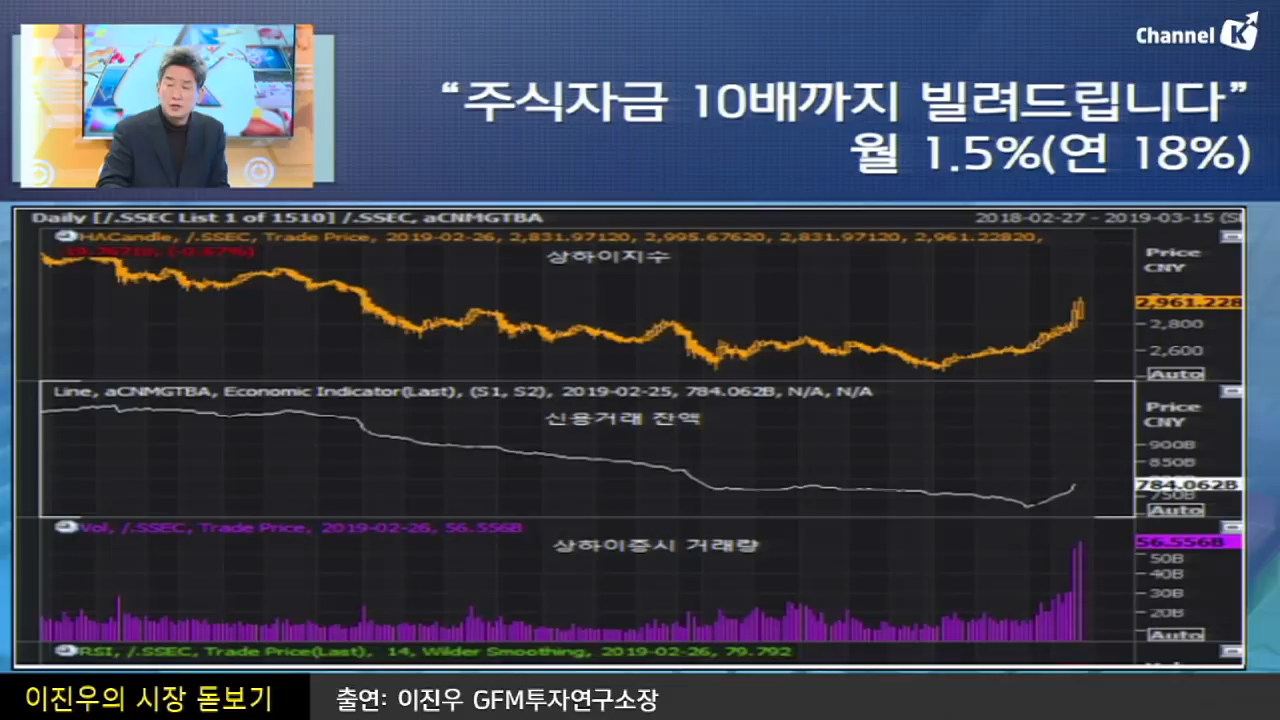 Channel K
“주식자금 10배까지 빌려드립니다”
월 1.5%(연 18%)
Daily [/.SSEC List 1 of 1510] /.SSEC, aCNMGTBA
2018-02-27 - 2019-03-15
HACandle, /.SSEC, Trade Price, 2019-02-26, 2,831.97120, 2,995.67620, 2,831.97120, 2,961.22820,
상하이지수
Price
CNY
2,961.228
2,800
2,600
Auto
Line, aCNMGTBA, Economic Indicator(Last), (S1, S2), 2019-02-25, 784.062B, N/A, N/A
신용거래 잔액
Price
CNY
900B
850B
784.062B
750B
Auto
Vol, /.SSEC, Trade Price, 2019-02-26, 56.556B
상하이증시 거래량
56.556B
50B
40B
30B
20B
Auto
RSI, /.SSEC, Trade Price(Last), 14, Wilder Smoothing, 2019-02-26, 79.792
이진우의 시장 돋보기
출연: 이진우 GFM투자연구소장